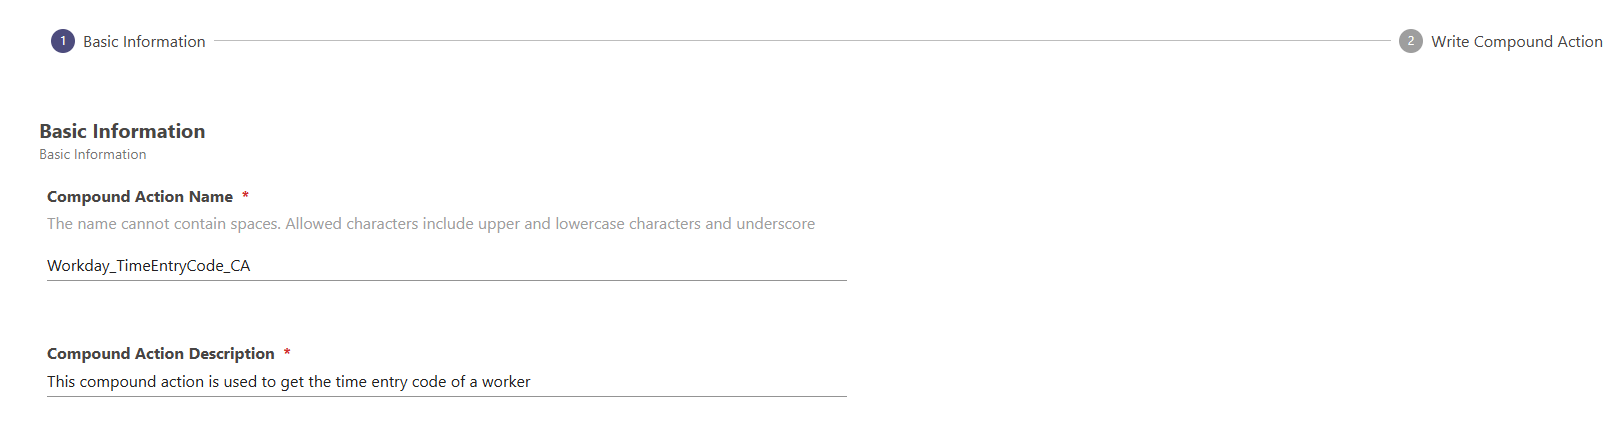 1 Basic Information
2 Write Compound Action
Basic Information
Basic Information
Compound Action Name *
The name cannot contain spaces. Allowed characters include upper and lowercase characters and underscore
Workday_TimeEntryCode_CA
Compound Action Description *
This compound action is used to get the time entry code of a worker